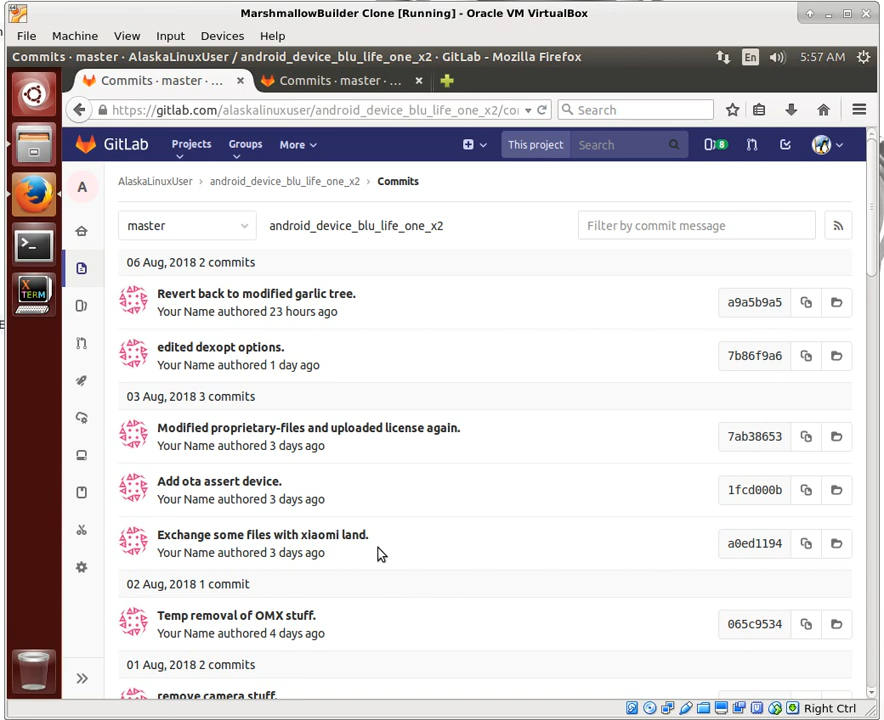 MarshmallowBuilder Clone [Running] - Oracle VM VirtualBox
File Machine View Input Devices Help
Commits · master · AlaskaLinuxUser / android_device_blu_life_one_x2 · GitLab - Mozilla Firefox
En
5:57 AM
Commits · master · ...
Commits · master · ...
https://gitlab.com/alaskalinuxuser/android_device_blu_life_one_x2/co
Search
GitLab Projects Groups More This project Search 8
A
AlaskaLinuxUser > android_device_blu_life_one_x2 > Commits
master
android_device_blu_life_one_x2
Filter by commit message
06 Aug, 2018 2 commits
Revert back to modified garlic tree.
Your Name authored 23 hours ago
a9a5b9a5
edited dexopt options.
Your Name authored 1 day ago
7b86f9a6
03 Aug, 2018 3 commits
Modified proprietary-files and uploaded license again.
Your Name authored 3 days ago
7ab38653
Add ota assert device.
Your Name authored 3 days ago
1fcd000b
Exchange some files with xiaomi land.
Your Name authored 3 days ago
a0ed1194
02 Aug, 2018 1 commit
Temp removal of OMX stuff.
Your Name authored 4 days ago
065c9534
01 Aug, 2018 2 commits
remove camera stuff.
XTERM
Right Ctrl